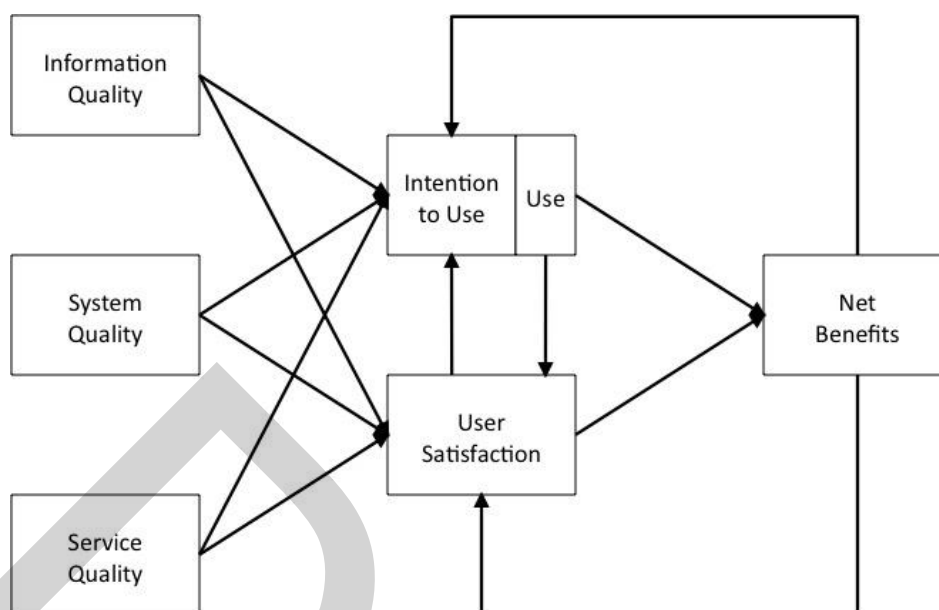 Information
Quality
Intention
to Use
Use
System
Quality
Net
Benefits
User
Satisfaction
Service
Quality